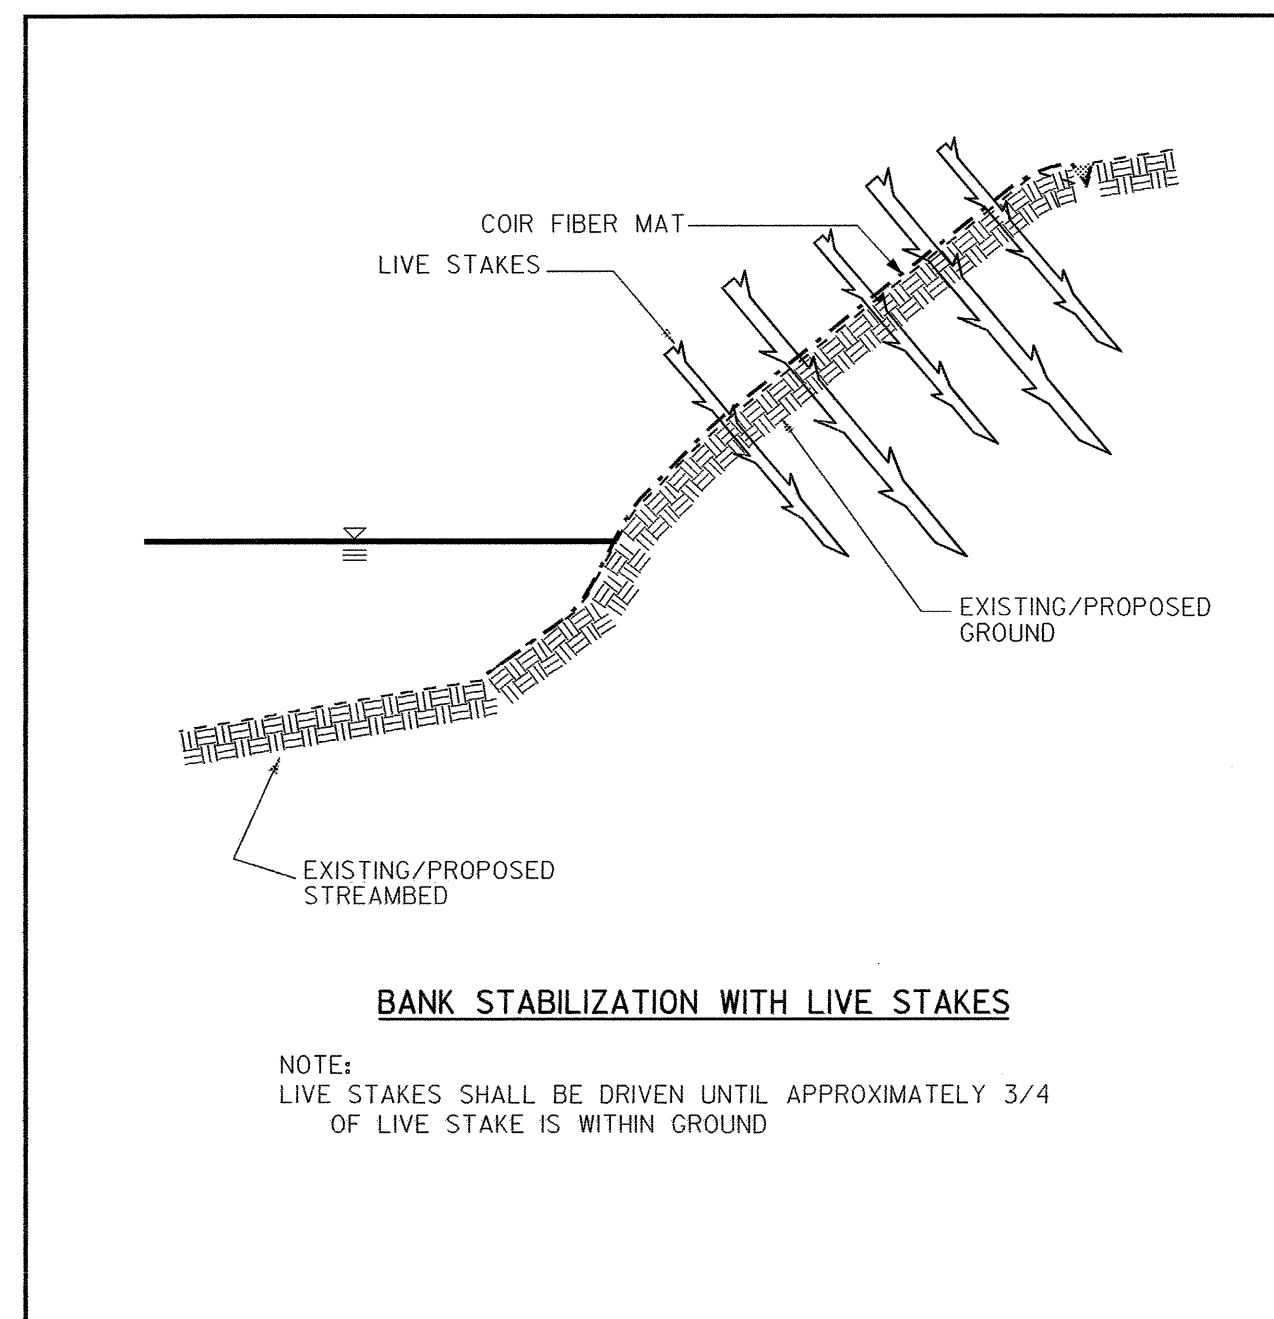 COIR FIBER MAT
LIVE STAKES
EXISTING/PROPOSED
GROUND
EXISTING/PROPOSED
STREAMBED
BANK STABILIZATION WITH LIVE STAKES
NOTE:
LIVE STAKES SHALL BE DRIVEN UNTIL APPROXIMATELY 3/4
OF LIVE STAKE IS WITHIN GROUND